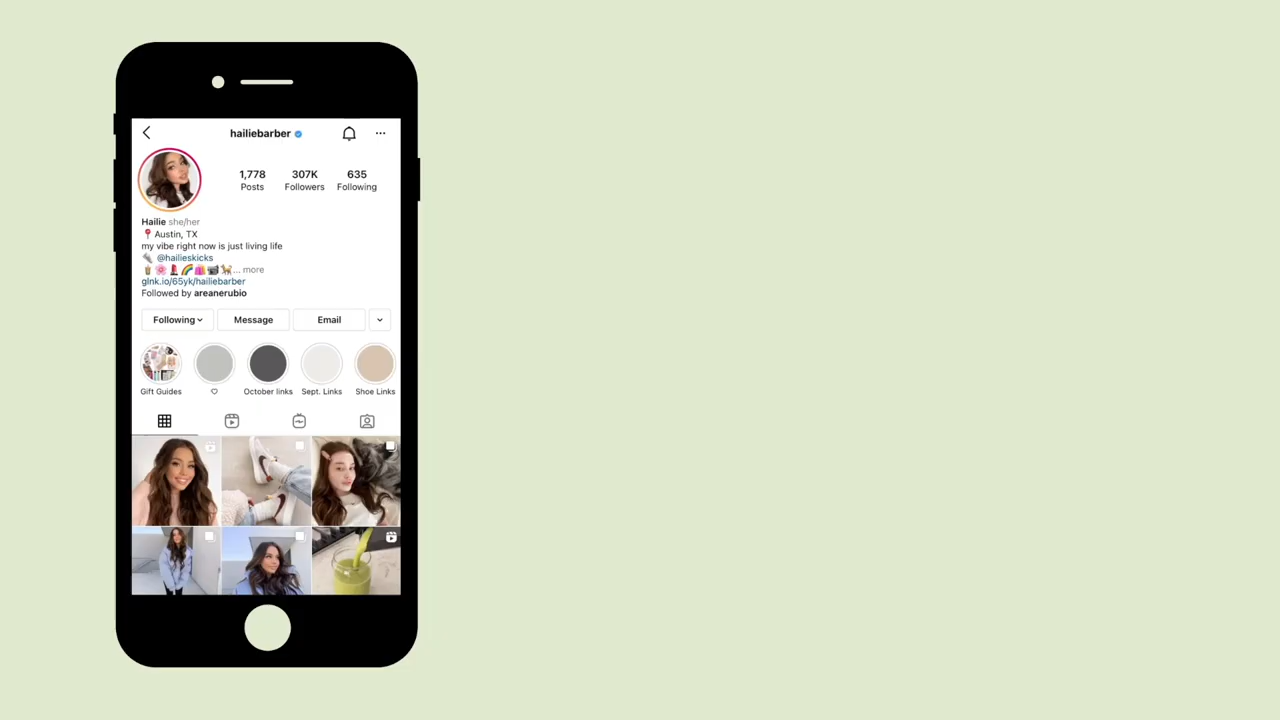 hailiebarber
1,778 307K 635
Posts Followers Following
Hailie she/her
📍 Austin, TX
my vibe right now is just living life
@hailieskicks
... more
glnk.io/65yk/hailiebarber
Followed by areanerubio
Following Message Email
Gift Guides ♡ October links Sept. Links Shoe Links